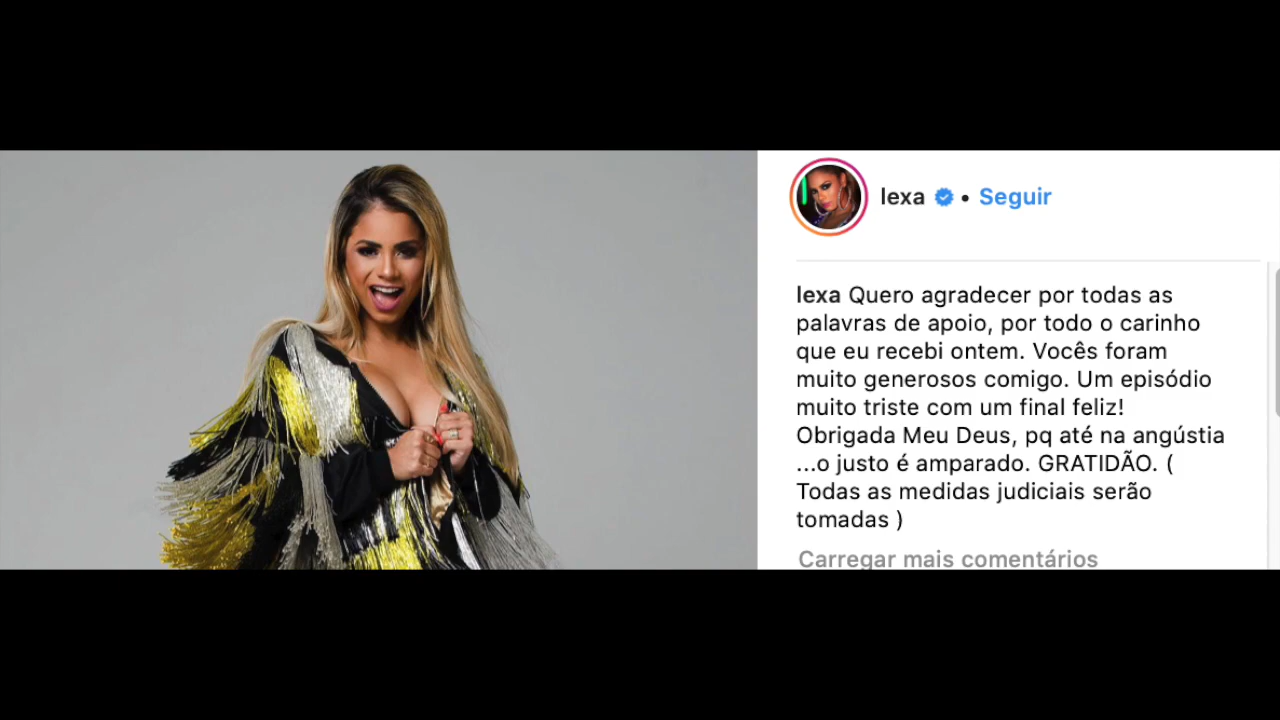 lexa • Seguir
lexa Quero agradecer por todas as
palavras de apoio, por todo o carinho
que eu recebi ontem. Vocês foram
muito generosos comigo. Um episódio
muito triste com um final feliz!
Obrigada Meu Deus, pq até na angústia
...o justo é amparado. GRATIDÃO. (
Todas as medidas judiciais serão
tomadas )
Carregar mais comentários